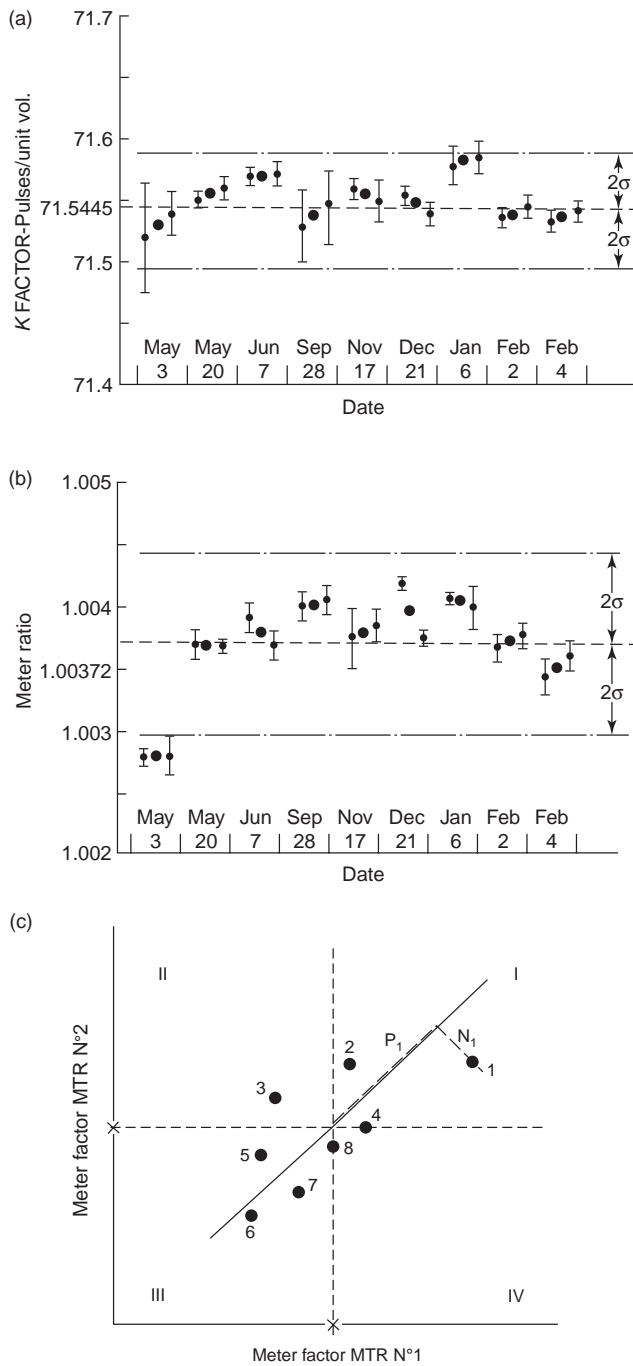 (a)
71.7
71.6
71.5445
71.5
71.4
K FACTOR-Pulses/unit vol.
2σ
2σ
May May Jun Sep Nov Dec Jan Feb Feb
3 20 7 28 17 21 6 2 4
Date
(b)
1.005
1.004
1.00372
1.003
1.002
Meter ratio
2σ
2σ
May May Jun Sep Nov Dec Jan Feb Feb
3 20 7 28 17 21 6 2 4
Date
(c)
II I
P1 N1
2
1
3
4
5
8
7
6
III IV
Meter factor MTR N°2
Meter factor MTR N°1